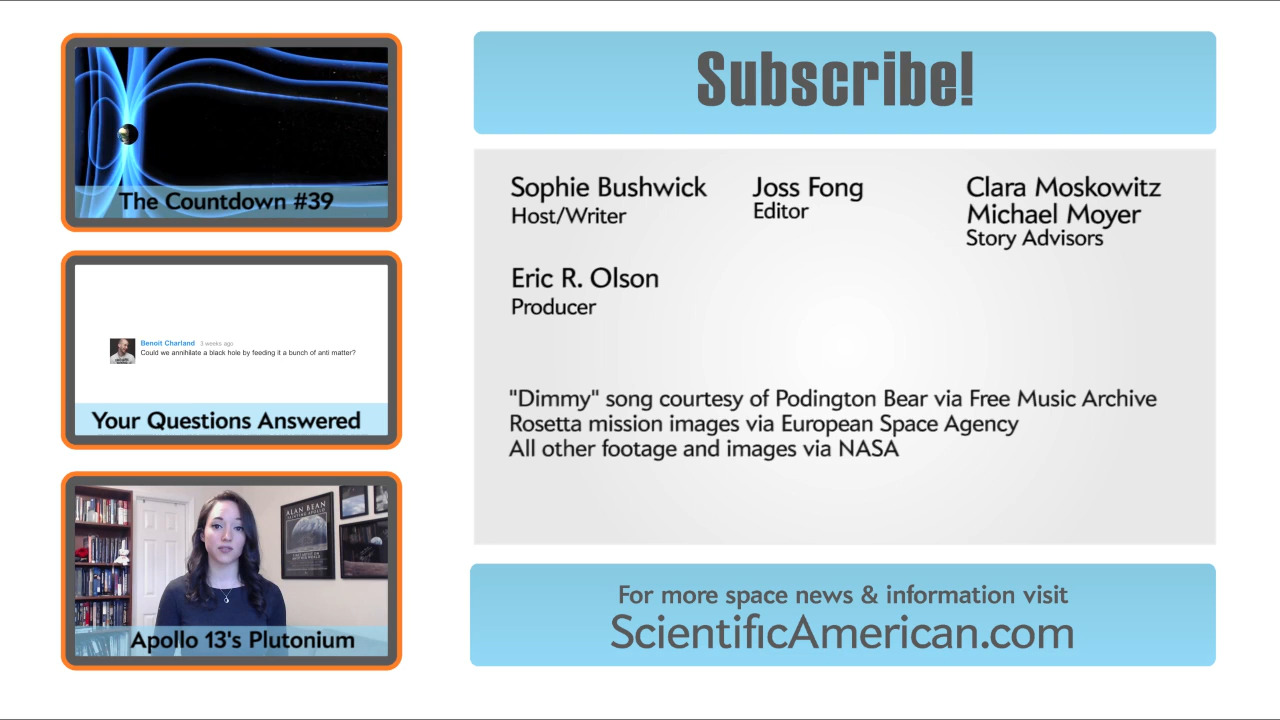 The Countdown #39
Benoit Charland 3 weeks ago
Could we annihilate a black hole by feeding it a bunch of anti matter?
Your Questions Answered
ALAN BEAN
Apollo 13's Plutonium
Subscribe!
Sophie Bushwick
Host/Writer
Joss Fong
Editor
Clara Moskowitz
Michael Moyer
Story Advisors
Eric R. Olson
Producer
"Dimmy" song courtesy of Podington Bear via Free Music Archive
Rosetta mission images via European Space Agency
All other footage and images via NASA
For more space news & information visit
ScientificAmerican.com